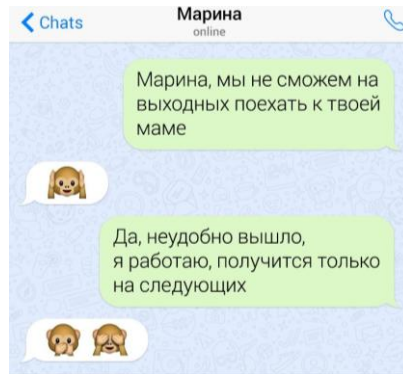 Chats
Марина
online
Марина, мы не сможем на
выходных поехать к твоей
маме
🙉
Да, неудобно вышло,
я работаю, получится только
на следующих
🙊 🙈